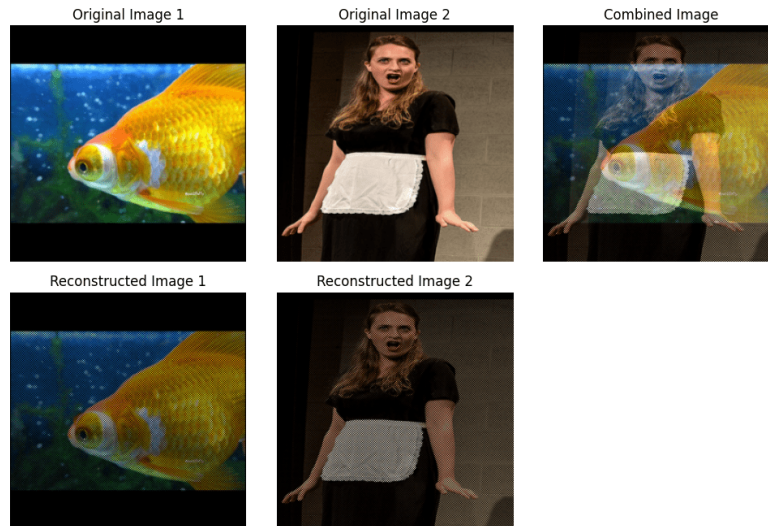 Original Image 1
Original Image 2
Combined Image
Reconstructed Image 1
Reconstructed Image 2